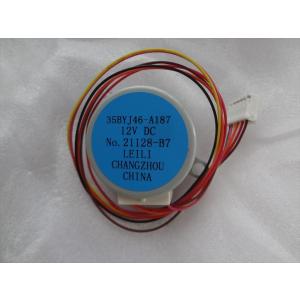 35BYJ46-A187
12V DC
No.21128-B7
LEILI
CHANGZHOU
CHINA